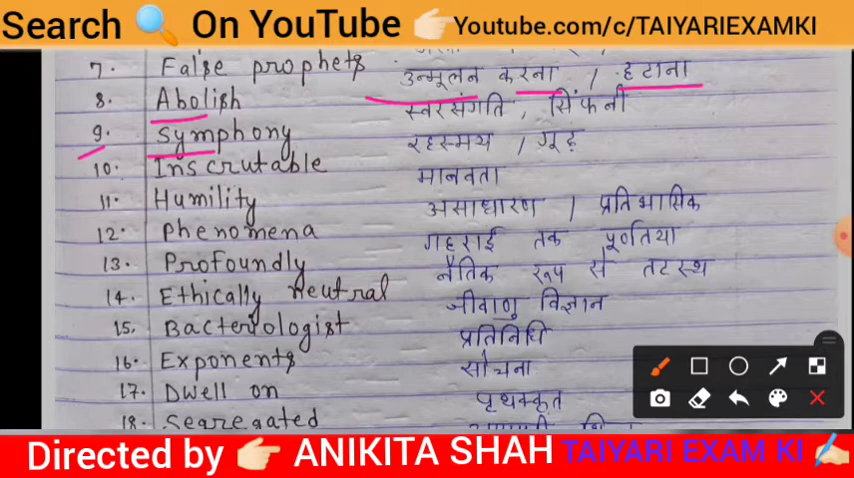 Search 🔍 On YouTube 👉🏻 Youtube.com/c/TAIYARIEXAMKI
7. False prophets
8. Abolish उन्मूलन करना / हटाना
9. Symphony स्वरसंगति, सिंफनी
10. Inscrutable रहस्मय / गूढ़
11. Humility मानवता
12. Phenomena असाधारण / प्रतिभासिक
13. Profoundly गहराई तक पूर्णतिया
14. Ethically neutral नैतिक रूप से तटस्थ
15. Bacteriologist जीवाणु विज्ञान
16. Exponents प्रतिनिधि
17. Dwell on सोचना
18. Segregated पृथक्कृत
Directed by 👉🏻 ANIKITA SHAH TAIYARI EXAM KI ✍🏻